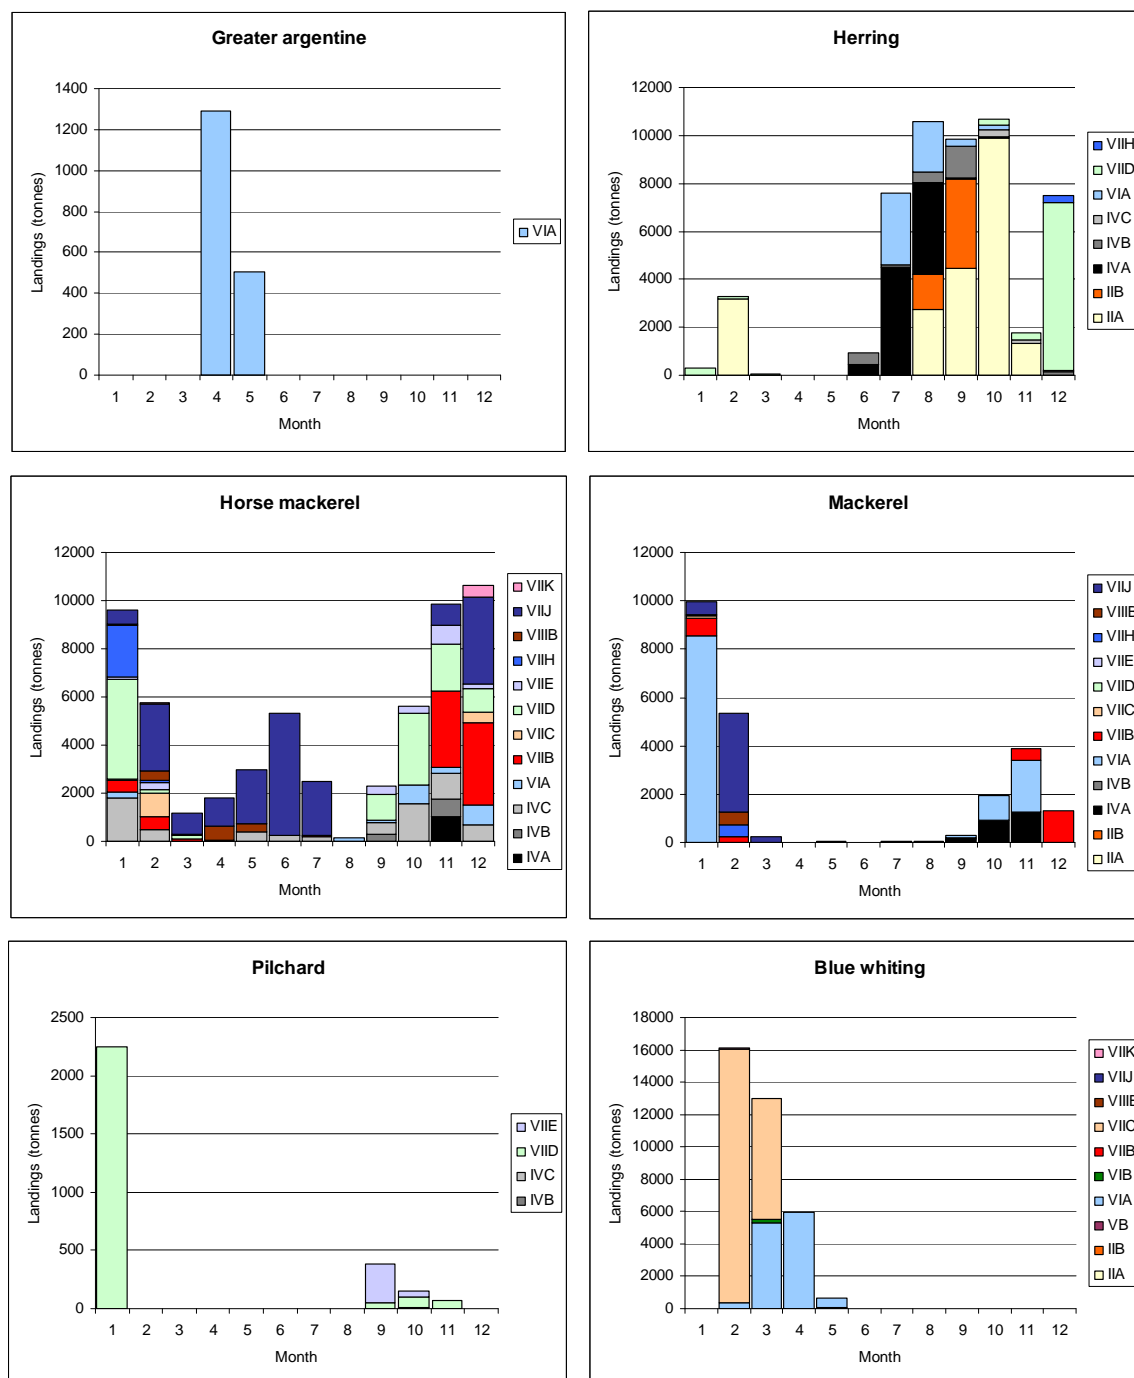 Greater argentine
Landings (tonnes)
1400
1200
1000
800
600
400
200
0
1 2 3 4 5 6 7 8 9 10 11 12
Month
VIA
Herring
Landings (tonnes)
12000
10000
8000
6000
4000
2000
0
1 2 3 4 5 6 7 8 9 10 11 12
Month
VIIH
VIID
VIA
IVC
IVB
IVA
IIB
IIA
Horse mackerel
Landings (tonnes)
12000
10000
8000
6000
4000
2000
0
1 2 3 4 5 6 7 8 9 10 11 12
Month
VIIK
VIIJ
VIIIB
VIIH
VIIE
VIID
VIIC
VIIB
VIA
IVC
IVB
IVA
Mackerel
Landings (tonnes)
12000
10000
8000
6000
4000
2000
0
1 2 3 4 5 6 7 8 9 10 11 12
Month
VIIJ
VIIIE
VIIH
VIIE
VIID
VIIC
VIIB
VIA
IVB
IVA
IIB
IIA
Pilchard
Landings (tonnes)
2500
2000
1500
1000
500
0
1 2 3 4 5 6 7 8 9 10 11 12
Month
VIIE
VIID
IVC
IVB
Blue whiting
Landings (tonnes)
18000
16000
14000
12000
10000
8000
6000
4000
2000
0
1 2 3 4 5 6 7 8 9 10 11 12
Month
VIIK
VIIJ
VIIIE
VIIC
VIIB
VIB
VIA
VB
IIB
IIA